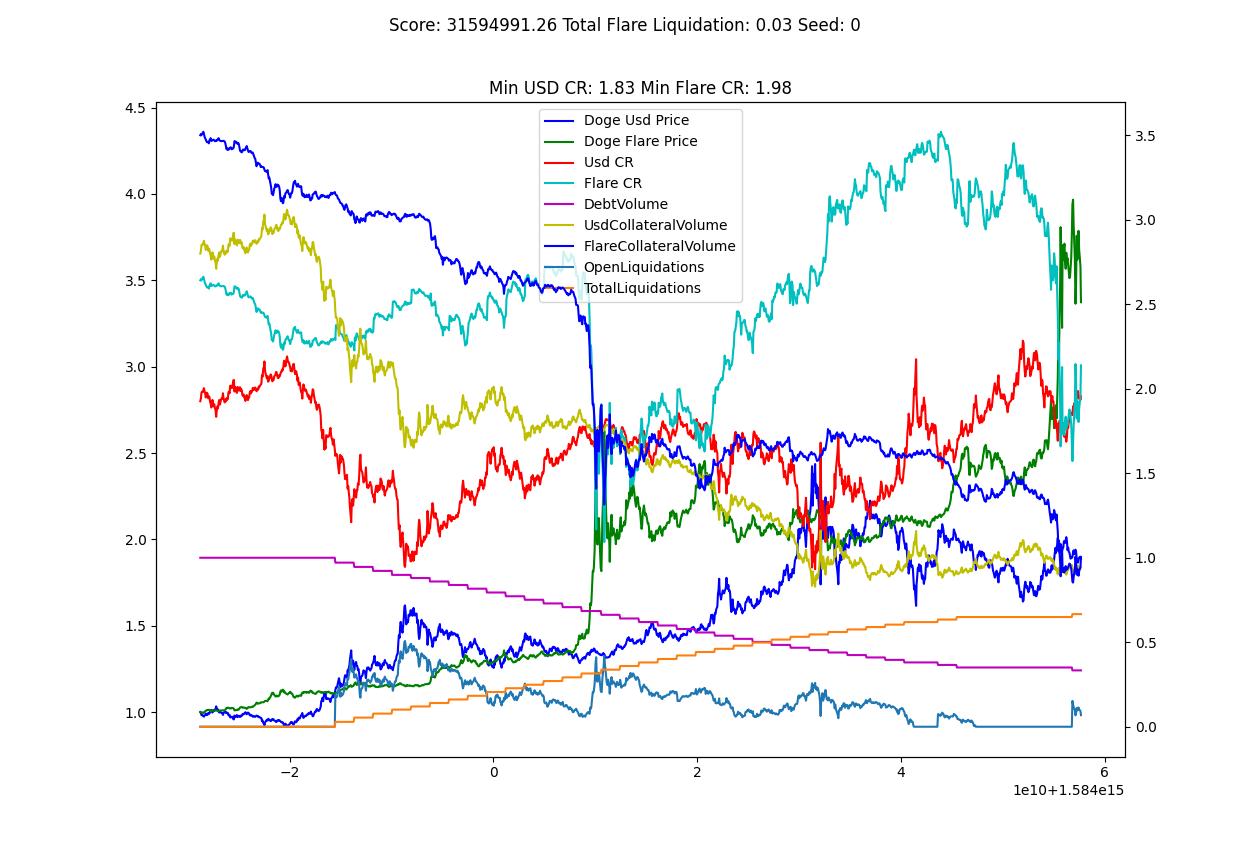 Score: 31594991.26 Total Flare Liquidation: 0.03 Seed: 0
Min USD CR: 1.83 Min Flare CR: 1.98
Doge Usd Price
Doge Flare Price
Usd CR
Flare CR
DebtVolume
UsdCollateralVolume
FlareCollateralVolume
OpenLiquidations
TotalLiquidations
4.5
4.0
3.5
3.0
2.5
2.0
1.5
1.0
3.5
3.0
2.5
2.0
1.5
1.0
0.5
0.0
−2
0
2
4
6
1e10+1.584e15